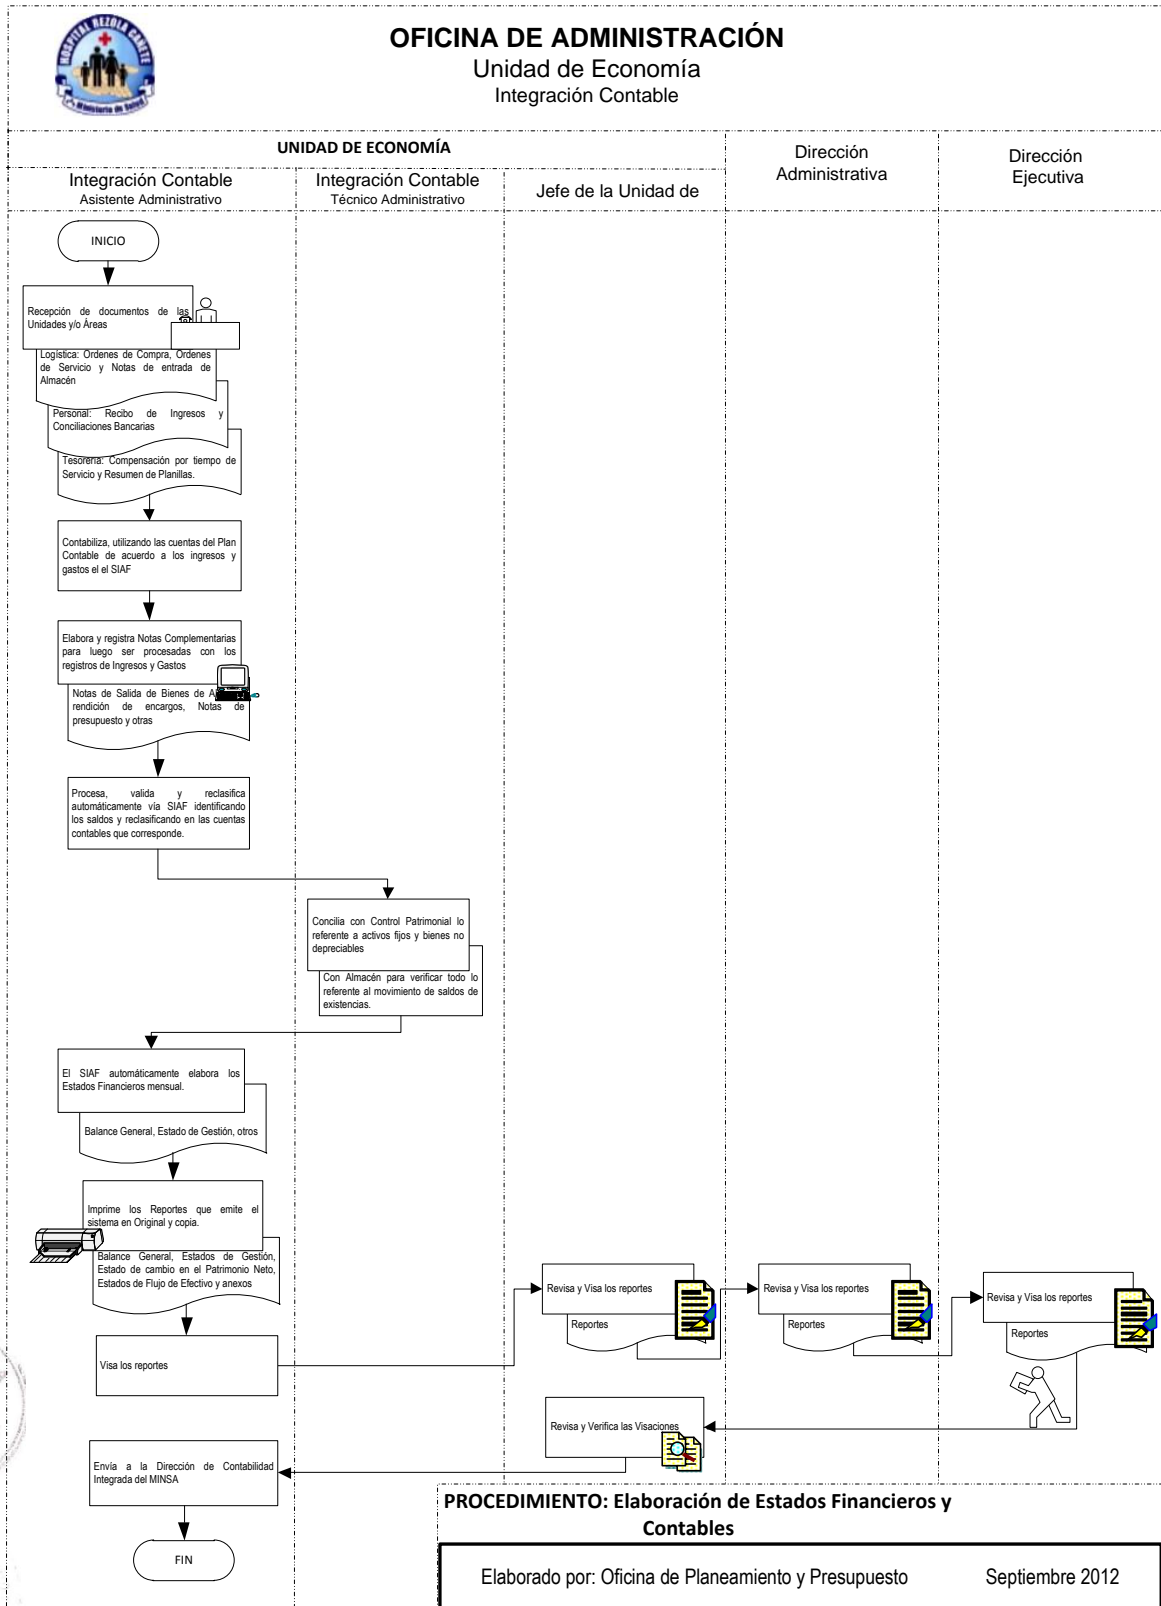 HOSPITAL REZOLA CAÑETE
Ministerio de Salud
OFICINA DE ADMINISTRACIÓN
Unidad de Economía
Integración Contable
UNIDAD DE ECONOMÍA
Dirección
Administrativa
Dirección
Ejecutiva
Integración Contable
Asistente Administrativo
Integración Contable
Técnico Administrativo
Jefe de la Unidad de
INICIO
Recepción de documentos de las
Unidades y/o Áreas
Logística: Ordenes de Compra, Ordenes
de Servicio y Notas de entrada de
Almacén
Personal: Recibo de Ingresos y
Conciliaciones Bancarias
Tesorería: Compensación por tiempo de
Servicio y Resumen de Planillas.
Contabiliza, utilizando las cuentas del Plan
Contable de acuerdo a los ingresos y
gastos el el SIAF
Elabora y registra Notas Complementarias
para luego ser procesadas con los
registros de Ingresos y Gastos
Notas de Salida de Bienes de
rendición de encargos, Notas de
presupuesto y otras
Procesa, valida y reclasifica
automáticamente vía SIAF identificando
los saldos y reclasificando en las cuentas
contables que corresponde.
Concilia con Control Patrimonial lo
referente a activos fijos y bienes no
depreciables
Con Almacén para verificar todo lo
referente al movimiento de saldos de
existencias.
El SIAF automáticamente elabora los
Estados Financieros mensual.
Balance General, Estado de Gestión, otros
Imprime los Reportes que emite el
sistema en Original y copia.
Balance General, Estados de Gestión,
Estado de cambio en el Patrimonio Neto,
Estados de Flujo de Efectivo y anexos
Visa los reportes
Revisa y Visa los reportes
Reportes
Revisa y Visa los reportes
Reportes
Revisa y Visa los reportes
Reportes
Revisa y Verifica las Visaciones
Envía a la Dirección de Contabilidad
Integrada del MINSA
FIN
PROCEDIMIENTO: Elaboración de Estados Financieros y
Contables
Elaborado por: Oficina de Planeamiento y Presupuesto Septiembre 2012